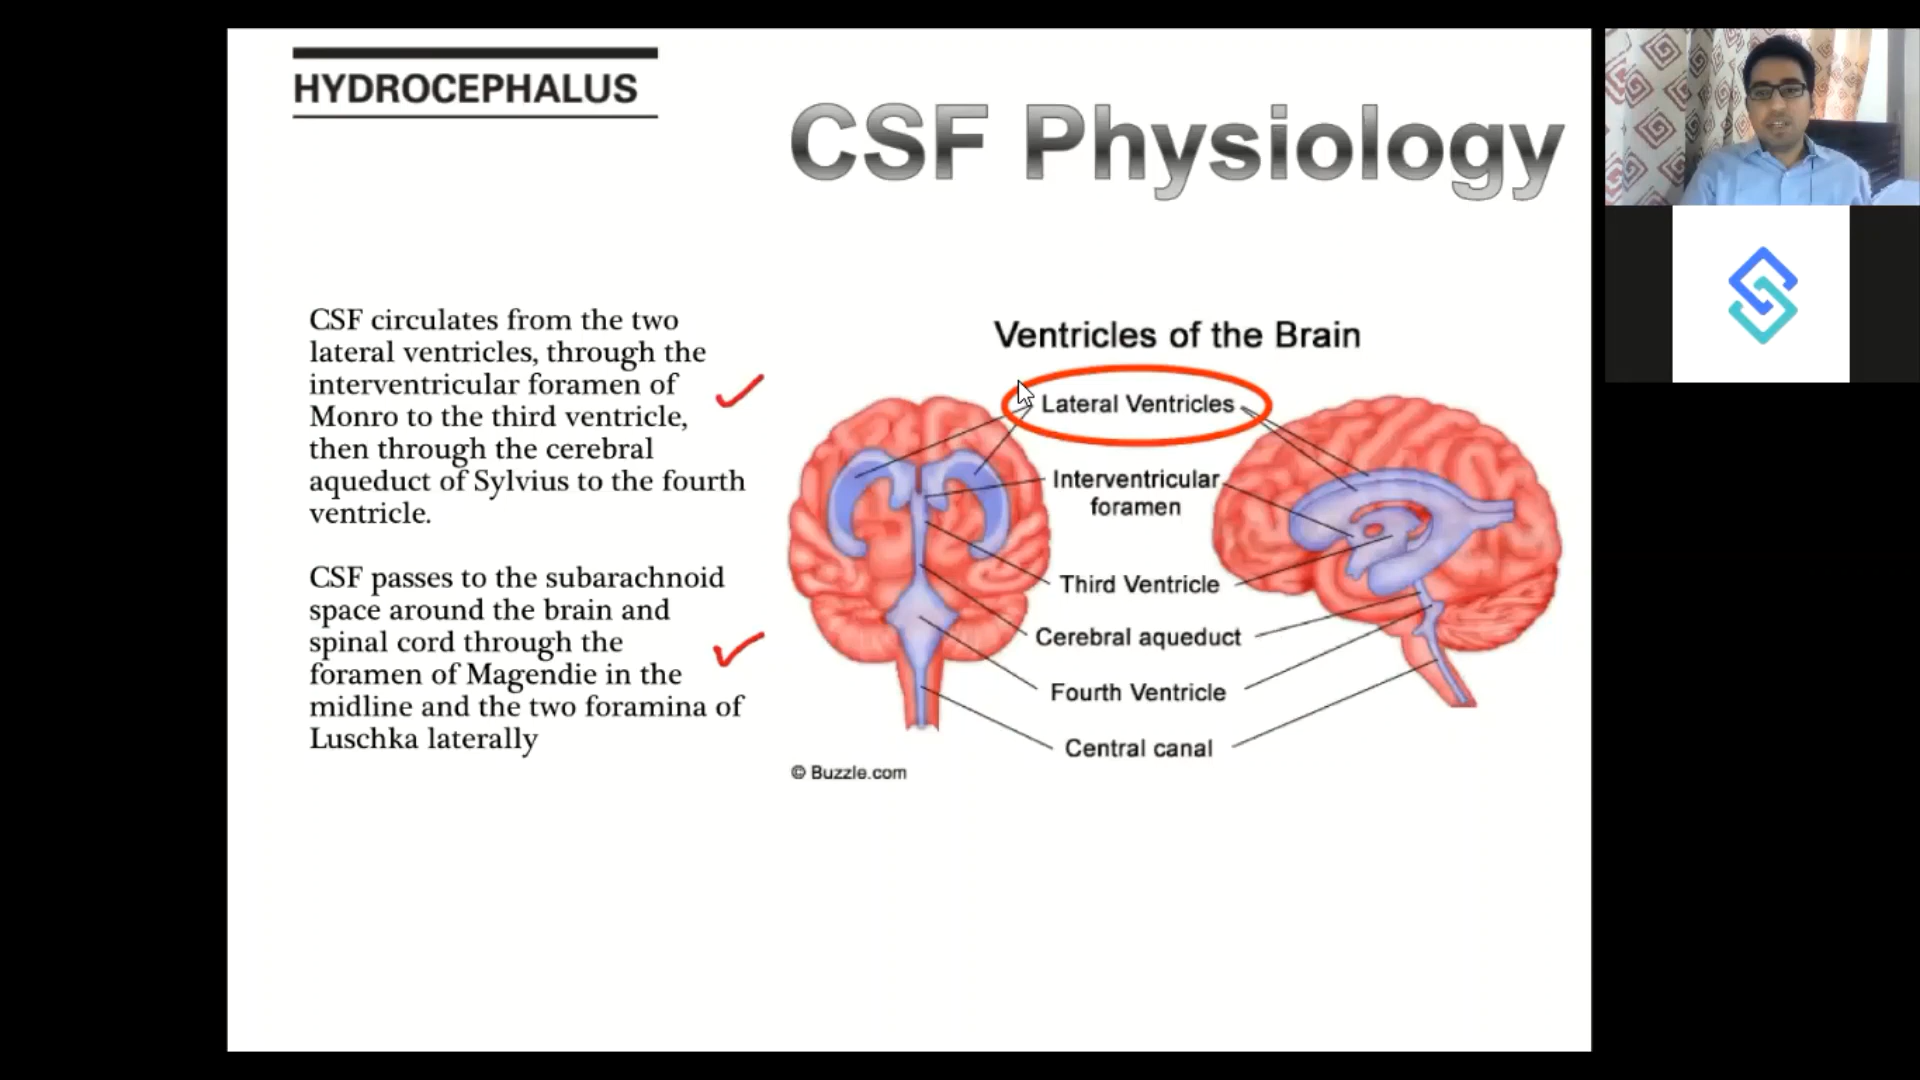 HYDROCEPHALUS
CSF Physiology
CSF circulates from the two
lateral ventricles, through the
interventricular foramen of
Monro to the third ventricle,
then through the cerebral
aqueduct of Sylvius to the fourth
ventricle.
CSF passes to the subarachnoid
space around the brain and
spinal cord through the
foramen of Magendie in the
midline and the two foramina of
Luschka laterally
Ventricles of the Brain
Lateral Ventricles
Interventricular
foramen
Third Ventricle
Cerebral aqueduct
Fourth Ventricle
Central canal
© Buzzle.com